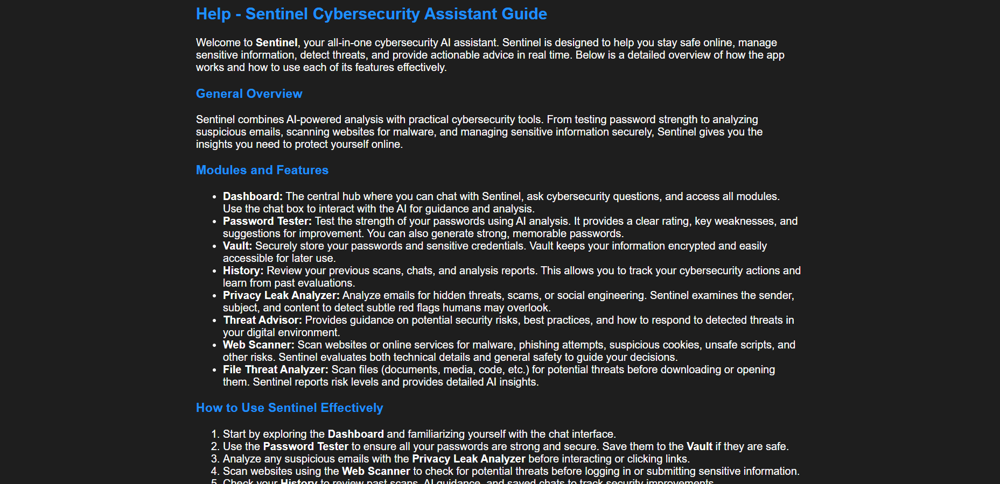 Help - Sentinel Cybersecurity Assistant Guide
Welcome to Sentinel, your all-in-one cybersecurity AI assistant. Sentinel is designed to help you stay safe online, manage
sensitive information, detect threats, and provide actionable advice in real time. Below is a detailed overview of how the app
works and how to use each of its features effectively.
General Overview
Sentinel combines AI-powered analysis with practical cybersecurity tools. From testing password strength to analyzing
suspicious emails, scanning websites for malware, and managing sensitive information securely, Sentinel gives you the
insights you need to protect yourself online.
Modules and Features
• Dashboard: The central hub where you can chat with Sentinel, ask cybersecurity questions, and access all modules.
Use the chat box to interact with the AI for guidance and analysis.
• Password Tester: Test the strength of your passwords using AI analysis. It provides a clear rating, key weaknesses, and
suggestions for improvement. You can also generate strong, memorable passwords.
• Vault: Securely store your passwords and sensitive credentials. Vault keeps your information encrypted and easily
accessible for later use.
• History: Review your previous scans, chats, and analysis reports. This allows you to track your cybersecurity actions and
learn from past evaluations.
• Privacy Leak Analyzer: Analyze emails for hidden threats, scams, or social engineering. Sentinel examines the sender,
subject, and content to detect subtle red flags humans may overlook.
• Threat Advisor: Provides guidance on potential security risks, best practices, and how to respond to detected threats in
your digital environment.
• Web Scanner: Scan websites or online services for malware, phishing attempts, suspicious cookies, unsafe scripts, and
other risks. Sentinel evaluates both technical details and general safety to guide your decisions.
• File Threat Analyzer: Scan files (documents, media, code, etc.) for potential threats before downloading or opening
them. Sentinel reports risk levels and provides detailed AI insights.
How to Use Sentinel Effectively
1. Start by exploring the Dashboard and familiarizing yourself with the chat interface.
2. Use the Password Tester to ensure all your passwords are strong and secure. Save them to the Vault if they are safe.
3. Analyze any suspicious emails with the Privacy Leak Analyzer before interacting or clicking links.
4. Scan websites using the Web Scanner to check for potential threats before logging in or submitting sensitive information.
5. Check your History to review past scans, AI guidance, and saved chats to track security improvements.